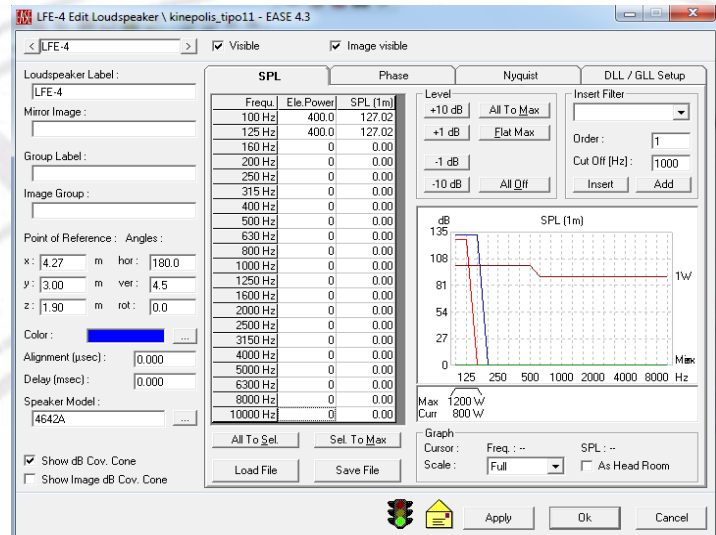 LFE-4 Edit Loudspeaker \ kinepolis_tipo11 - EASE 4.3
< LFE-4 >
Visible
Image visible
Loudspeaker Label :
LFE-4
Mirror Image :
Group Label :
Image Group :
Point of Reference : Angles :
x : 4.27 m hor : 180.0
y : 3.00 m ver : 4.5
z : 1.90 m rot : 0.0
Color : ...
Alignment (µsec) : 0.000
Delay (msec) : 0.000
Speaker Model :
4642A ...
Show dB Cov. Cone
Show Image dB Cov. Cone
SPL Phase Nyquist DLL / GLL Setup
Frequ. Ele.Power SPL (1m)
100 Hz 400.0 127.02
125 Hz 400.0 127.02
160 Hz 0 0.00
200 Hz 0 0.00
250 Hz 0 0.00
315 Hz 0 0.00
400 Hz 0 0.00
500 Hz 0 0.00
630 Hz 0 0.00
800 Hz 0 0.00
1000 Hz 0 0.00
1250 Hz 0 0.00
1600 Hz 0 0.00
2000 Hz 0 0.00
2500 Hz 0 0.00
3150 Hz 0 0.00
4000 Hz 0 0.00
5000 Hz 0 0.00
6300 Hz 0 0.00
8000 Hz 0 0.00
10000 Hz 0 0.00
All To Sel. Sel. To Max
Load File Save File
Level
+10 dB All To Max
+1 dB Flat Max
-1 dB
-10 dB All Off
Insert Filter
Order : 1
Cut Off (Hz) : 1000
Insert Add
dB SPL (1m)
135
108
81 1W
54
27
0
125 250 500 1000 2000 4000 8000 Hz
Max 1200 W
Curr 800 W
Graph
Cursor : Freq. : -- SPL : --
Scale : Full As Head Room
Apply Ok Cancel